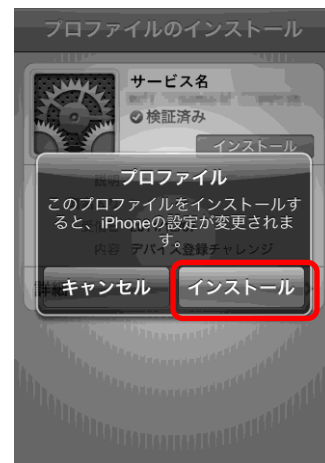 プロファイルのインストール
サービス名
検証済み
インストール
説明
プロファイル
このプロファイルをインストールす
ると、iPhoneの設定が変更されま
す。
内容 デバイス登録チャレンジ
キャンセル
インストール
詳細